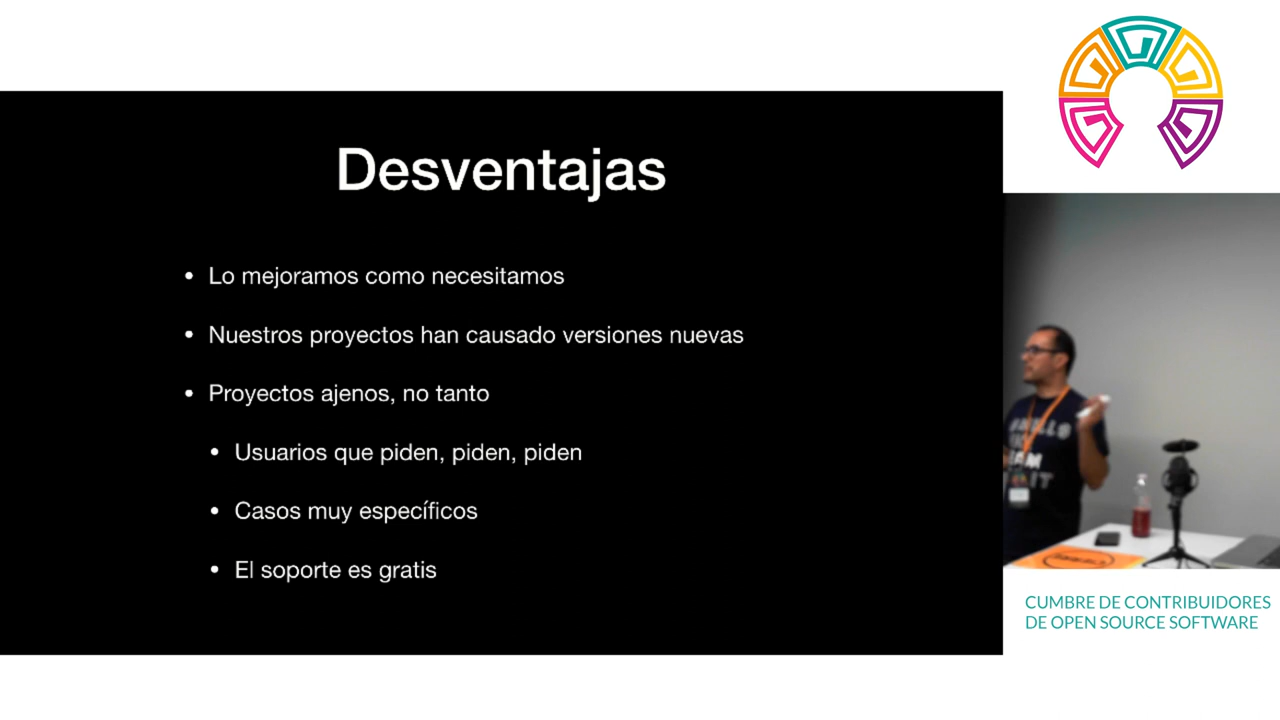 Desventajas
• Lo mejoramos como necesitamos
• Nuestros proyectos han causado versiones nuevas
• Proyectos ajenos, no tanto
• Usuarios que piden, piden, piden
• Casos muy específicos
• El soporte es gratis
CUMBRE DE CONTRIBUIDORES
DE OPEN SOURCE SOFTWARE